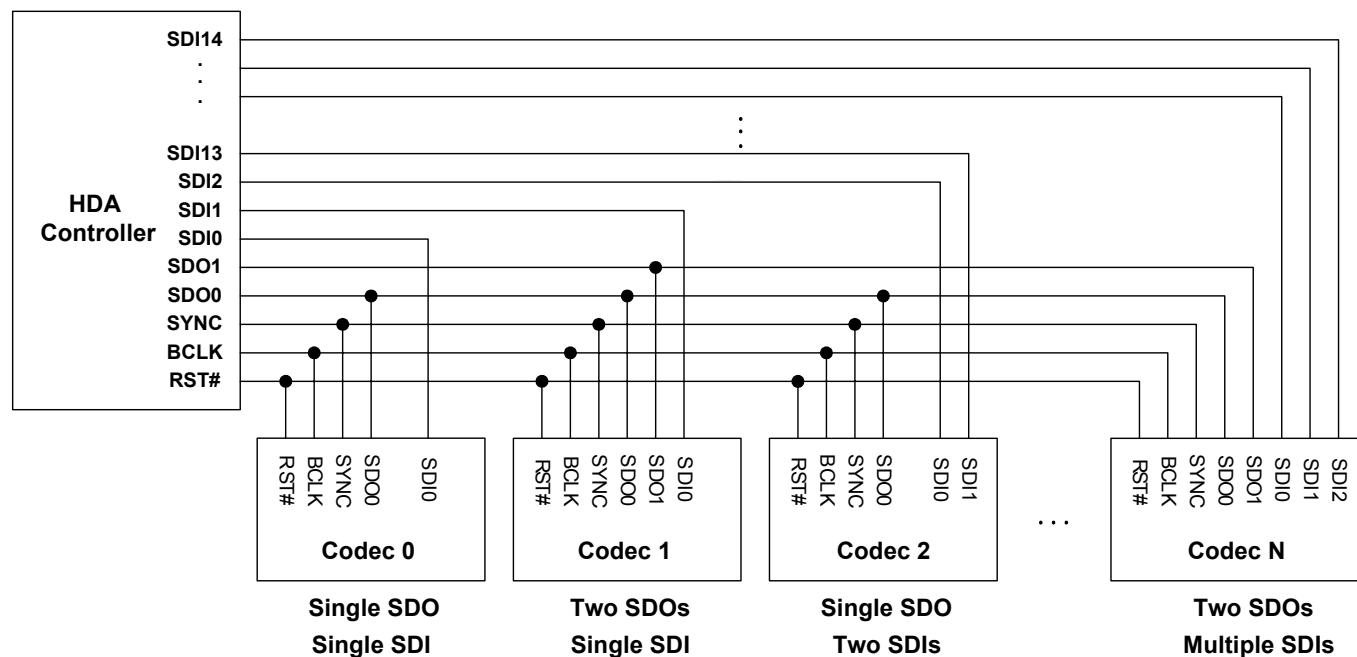 SDI14
.
.
.
SDI13
SDI2
SDI1
SDI0
SDO1
SDO0
SYNC
BCLK
RST#
HDA
Controller
RST#
BCLK
SYNC
SDO0
SDI0
Codec 0
Single SDO
Single SDI
RST#
BCLK
SYNC
SDO0
SDO1
SDI0
Codec 1
Two SDOs
Single SDI
RST#
BCLK
SYNC
SDO0
SDI0
SDI1
Codec 2
Single SDO
Two SDIs
. . .
RST#
BCLK
SYNC
SDO0
SDO1
SDI0
SDI1
SDI2
Codec N
Two SDOs
Multiple SDIs